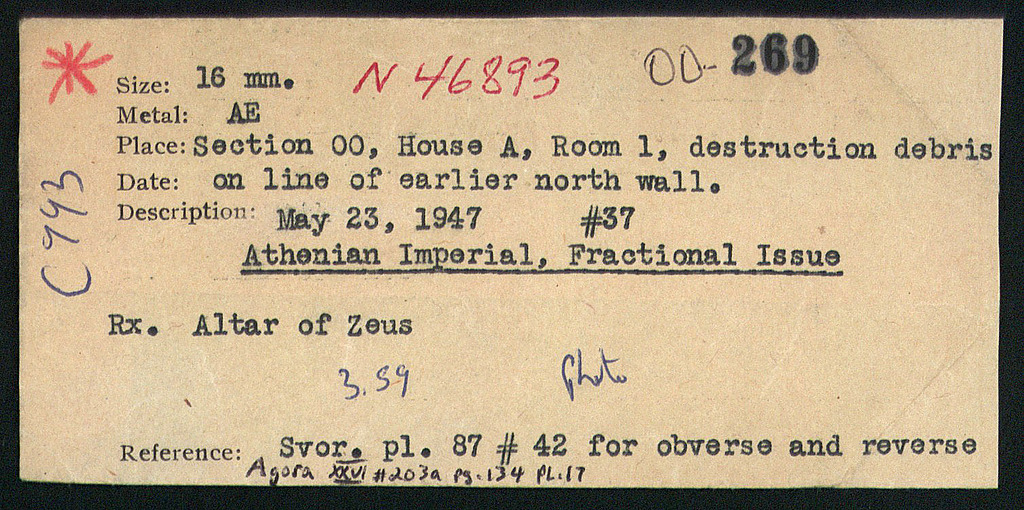 N 46893 OO- 269
Size: 16 mm.
Metal: AE
Place: Section OO, House A, Room 1, destruction debris
Date: on line of earlier north wall.
Description: May 23, 1947 #37
Athenian Imperial, Fractional Issue
C 993
Rx. Altar of Zeus
3.59 Photo
Reference: Svor. pl. 87 # 42 for obverse and reverse
Agora XXVI #203a pg.134 PL.17